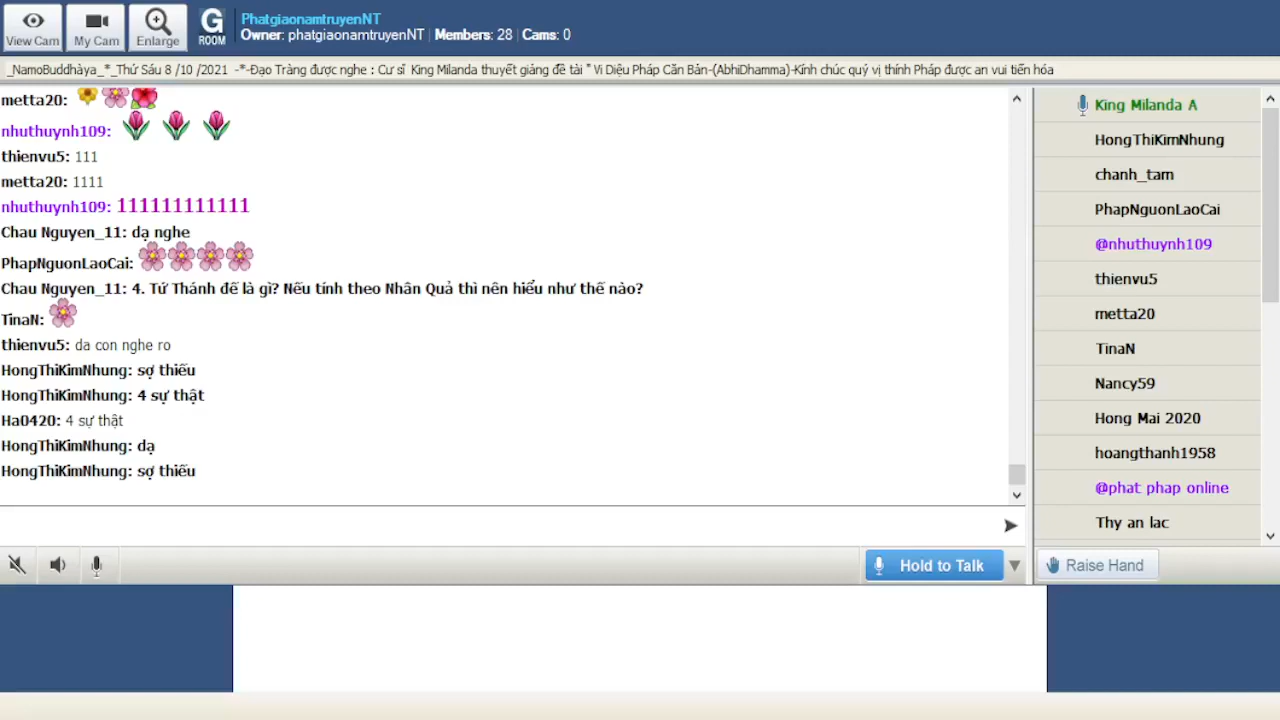 View Cam
My Cam
Enlarge
G
ROOM
PhatgiaonamtruyenNT
Owner: phatgiaonamtruyenNT | Members: 28 | Cams: 0
_NamoBuddhàya_*_Thứ Sáu 8 /10 /2021 -*-Đạo Tràng được nghe : Cư sĩ King Milanda thuyết giảng đề tài " Vi Diệu Pháp Căn Bản-(AbhiDhamma)-Kính chúc quý vị thính Pháp được an vui tiến hóa
metta20:
nhuthuynh109:
thienvu5: 111
metta20: 1111
nhuthuynh109: 111111111111
Chau Nguyen_11: dạ nghe
PhapNguonLaoCai:
Chau Nguyen_11: 4. Tứ Thánh đế là gì? Nếu tính theo Nhân Quả thì nên hiểu như thế nào?
TinaN:
thienvu5: da con nghe ro
HongThiKimNhung: sợ thiếu
HongThiKimNhung: 4 sự thật
Ha0420: 4 sự thật
HongThiKimNhung: dạ
HongThiKimNhung: sợ thiếu
Hold to Talk
King Milanda A
HongThiKimNhung
chanh_tam
PhapNguonLaoCai
@nhuthuynh109
thienvu5
metta20
TinaN
Nancy59
Hong Mai 2020
hoangthanh1958
@phat phap online
Thy an lac
Raise Hand